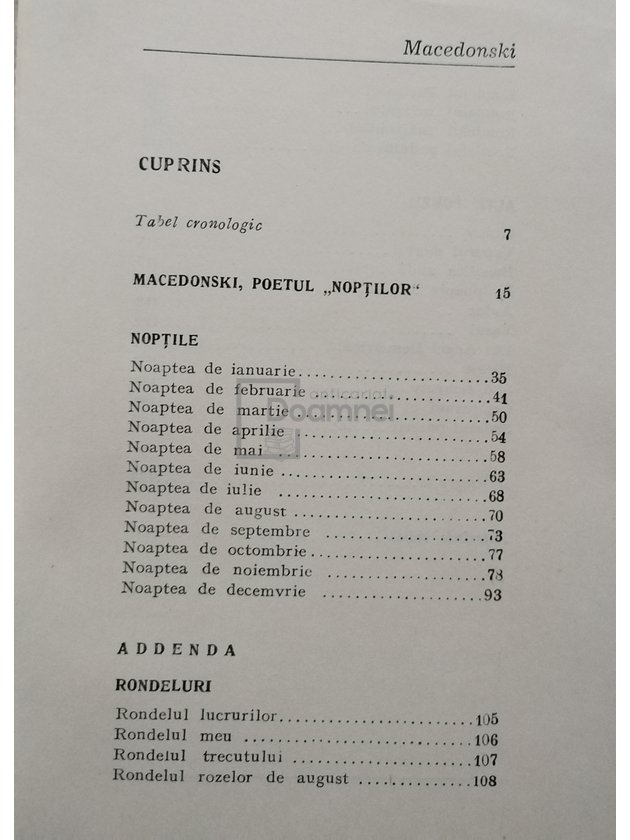 Macedonski
CUPRINS
Tabel cronologic 7
MACEDONSKI, POETUL „NOPȚILOR" 15
NOPȚILE
Noaptea de ianuarie....................35
Noaptea de februarie ....................41
Noaptea de martie....................50
Noaptea de aprilie ....................54
Noaptea de mai ....................58
Noaptea de iunie ....................63
Noaptea de iulie ....................68
Noaptea de august ....................70
Noaptea de septembre ....................73
Noaptea de octombrie....................77
Noaptea de noiembrie ....................78
Noaptea de decemvrie ....................93
ADDENDA
RONDELURI
Rondelul lucrurilor....................105
Rondelul meu ....................106
Rondelul trecutului ....................107
Rondelul rozelor de august ..............108
anticariat
Doamnei